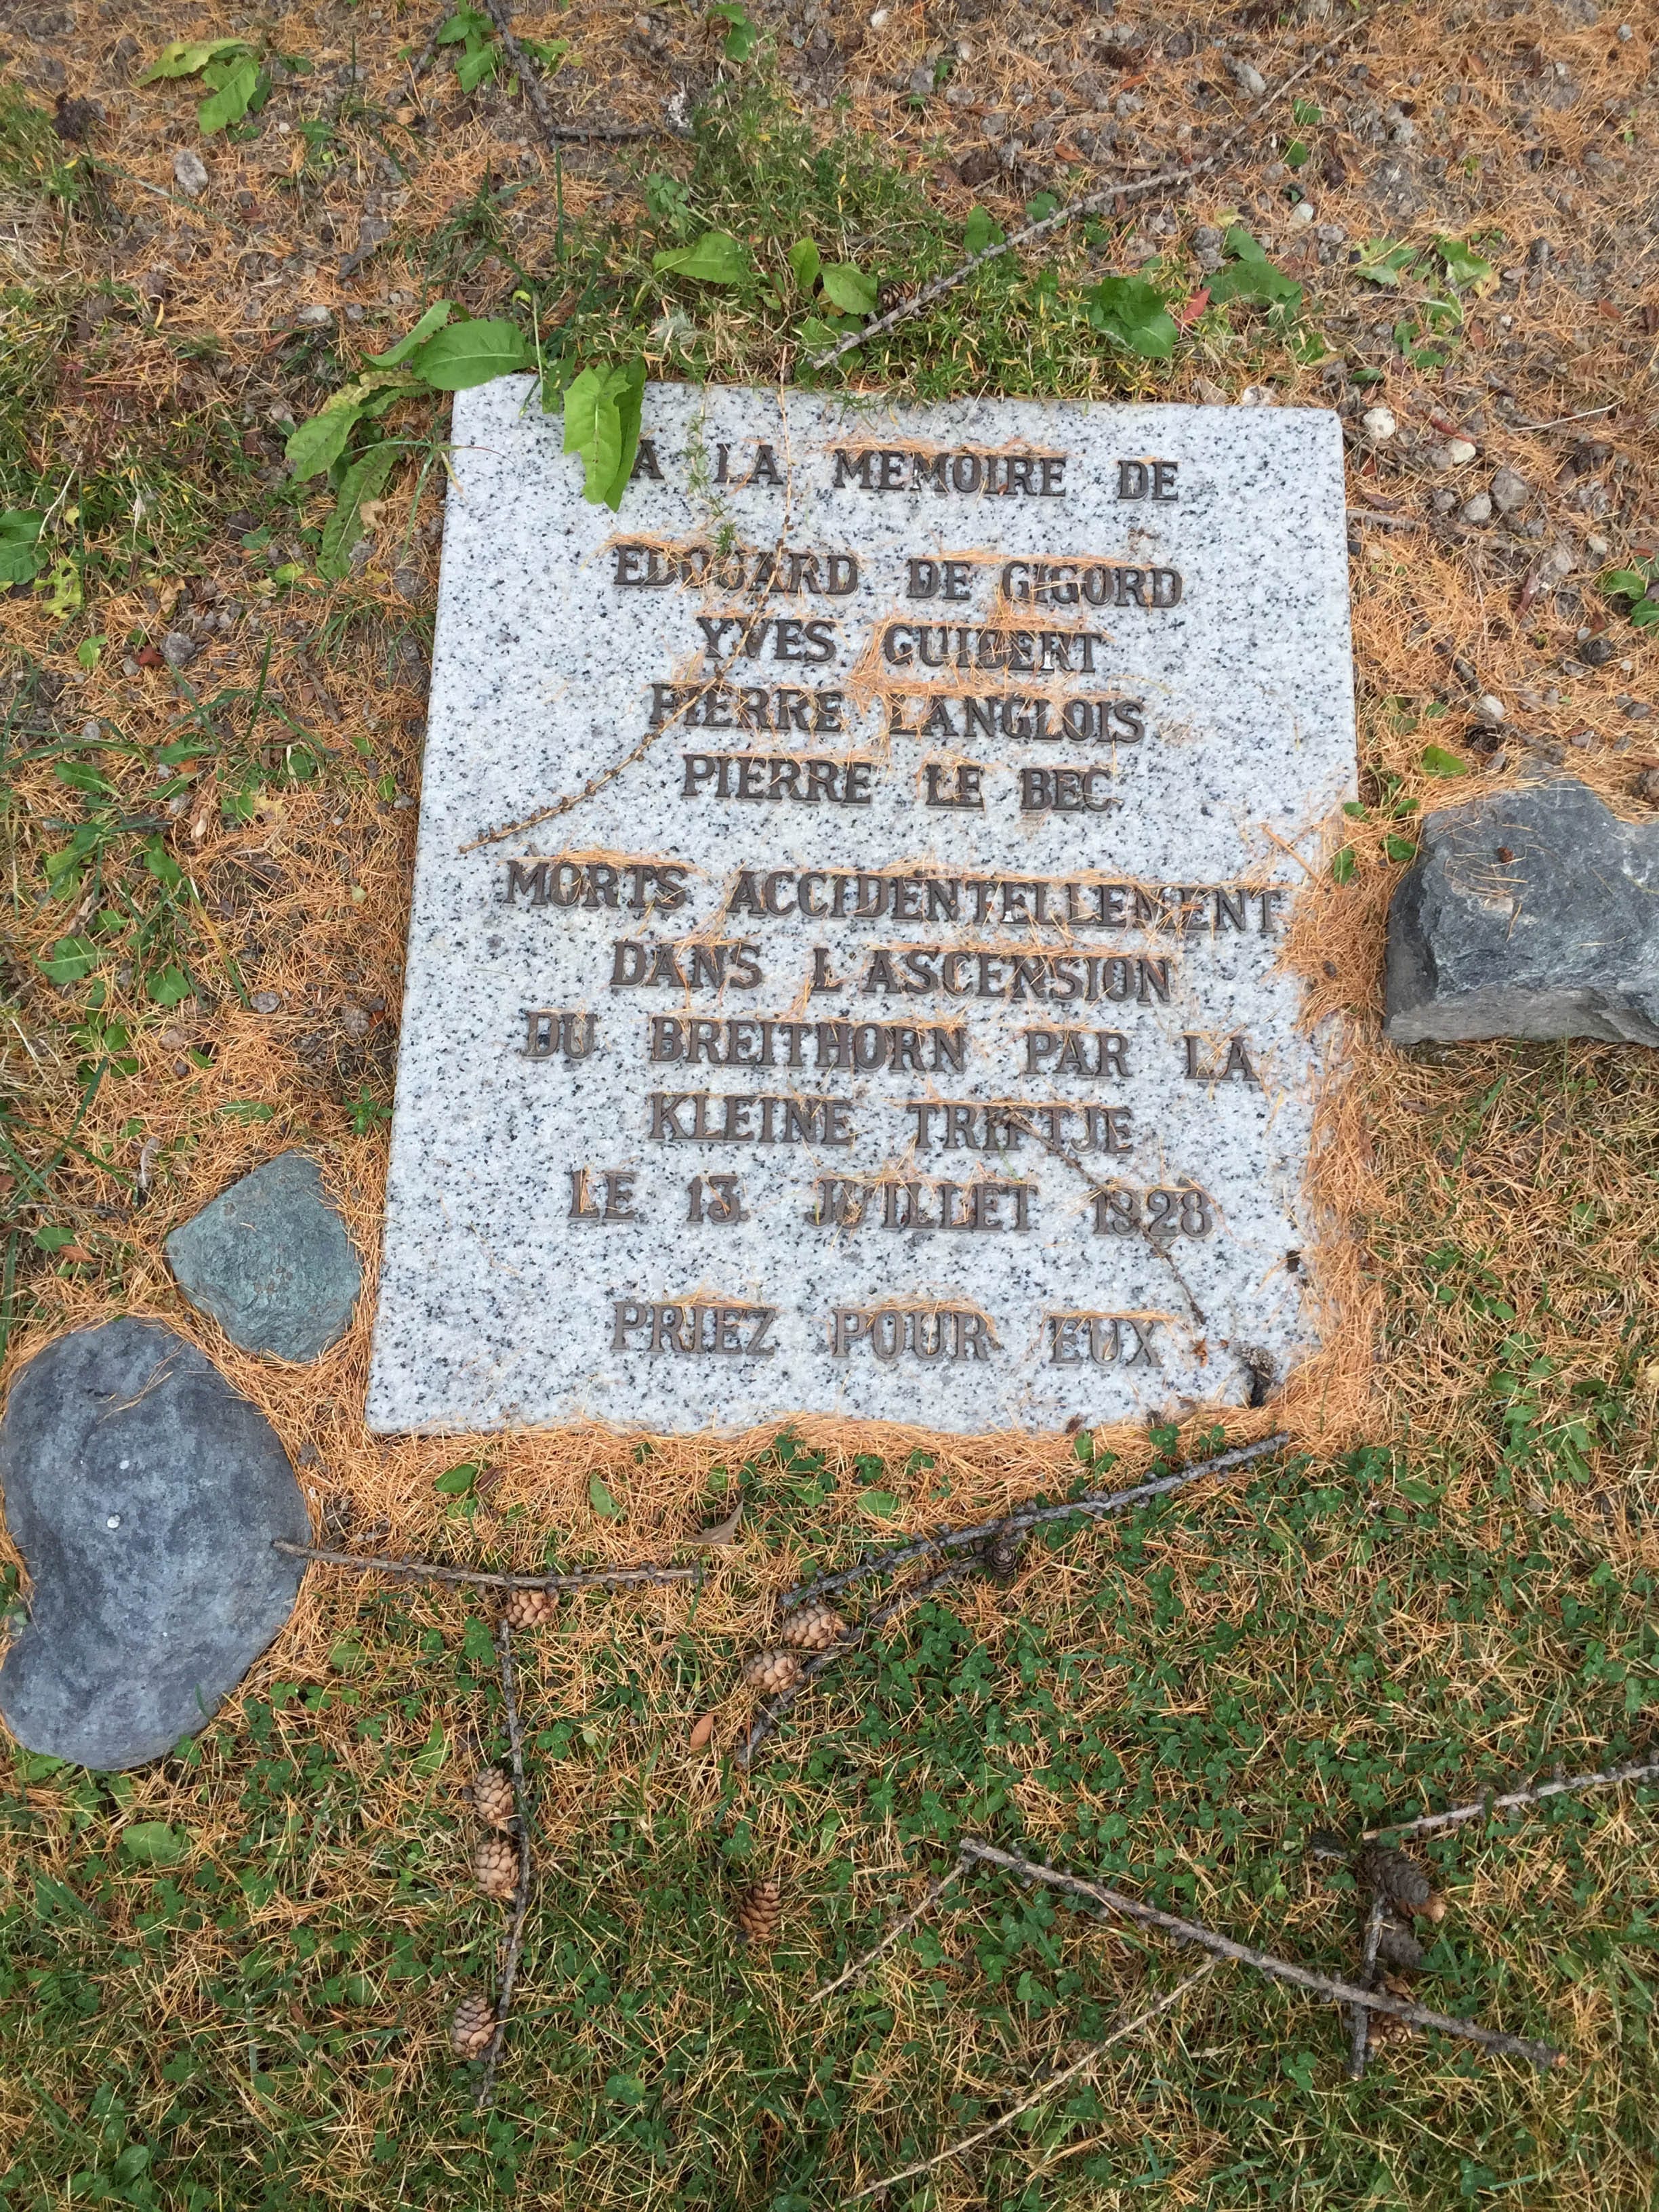 A LA MEMOIRE DE
EDOUARD DE GIGORD
YVES
PIERRE LANGLOIS
PIERRE LE BEC
MORTS ACCIDENTELLEMENT
DANS L ASCENSION
DU BREITHORN PAR LA
KLEINE TRIFTJE
LE 13 JUILLET 1928
PRIEZ POUR EUX